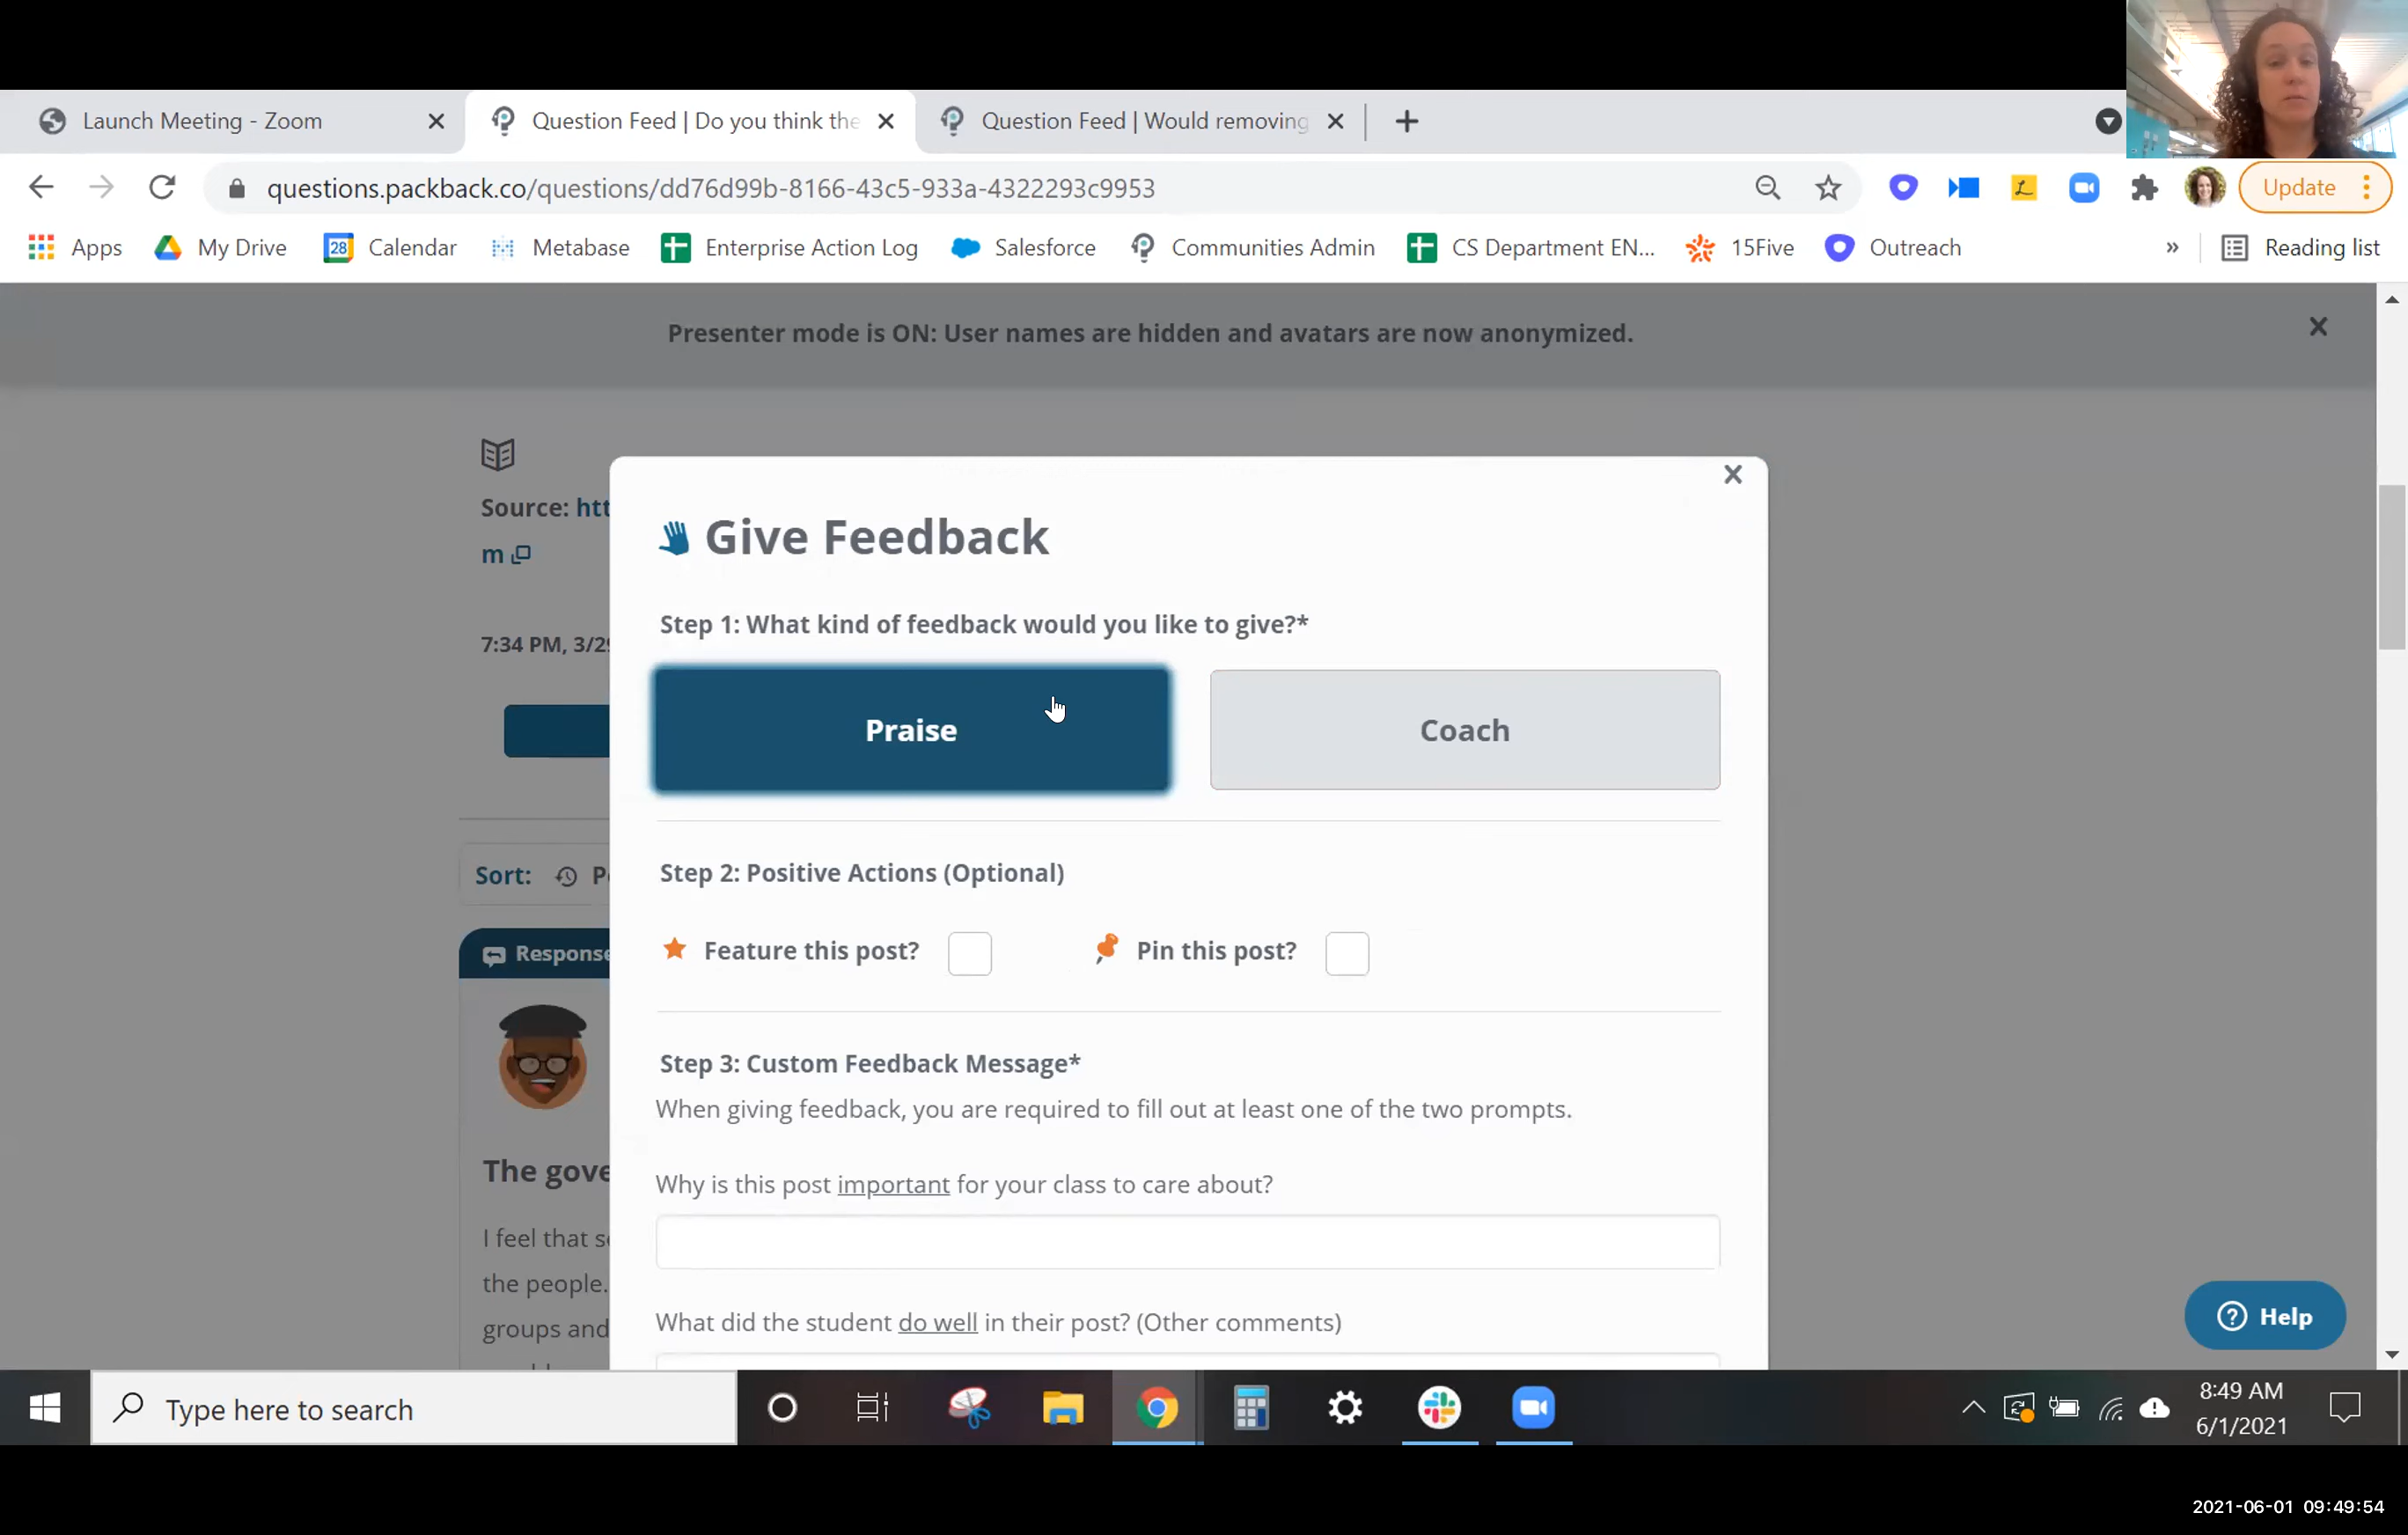 Launch Meeting - Zoom
Question Feed | Do you think the
Question Feed | Would removing
questions.packback.co/questions/dd76d99b-8166-43c5-933a-4322293c9953
Update
Apps
My Drive
28
Calendar
Metabase
Enterprise Action Log
Salesforce
Communities Admin
CS Department EN...
15Five
Outreach
»
Reading list
Presenter mode is ON: User names are hidden and avatars are now anonymized.
Source: htt
m
7:34 PM, 3/29
Give Feedback
Step 1: What kind of feedback would you like to give?*
Praise
Coach
Step 2: Positive Actions (Optional)
Feature this post?
Pin this post?
Step 3: Custom Feedback Message*
When giving feedback, you are required to fill out at least one of the two prompts.
Why is this post important for your class to care about?
What did the student do well in their post? (Other comments)
Sort:
Response
The gove
I feel that s
the people.
groups and
Help
Type here to search
8:49 AM
6/1/2021
2021-06-01 09:49:54